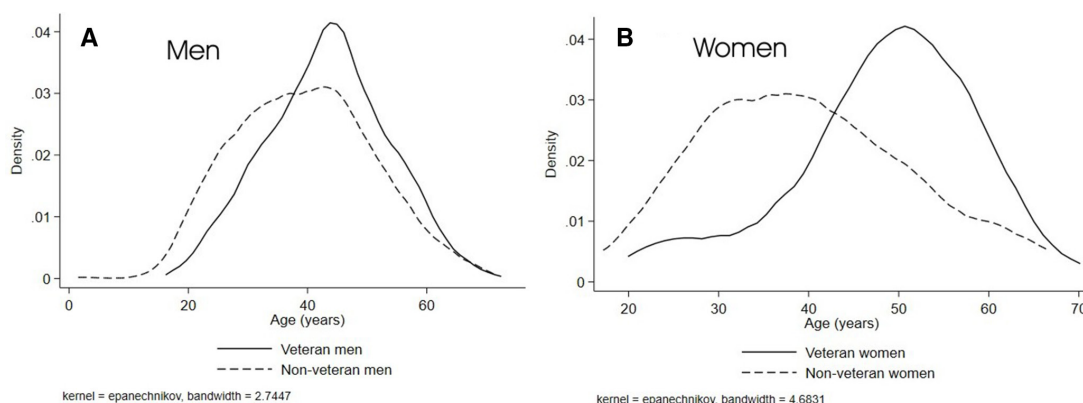 A
Men
Density
.04
.03
.02
.01
0
0 20 40 60
Age (years)
Veteran men
Non-veteran men
kernel = epanechnikov, bandwidth = 2.7447
B
Women
Density
.04
.03
.02
.01
0
20 30 40 50 60 70
Age (years)
Veteran women
Non-veteran women
kernel = epanechnikov, bandwidth = 4.6831